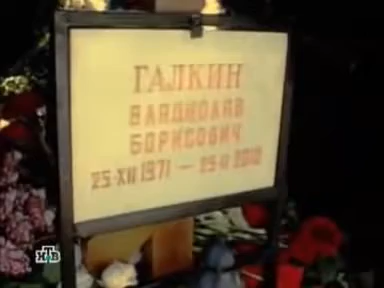 ГАЛКИН
ВЛАДИСЛАВ
БОРИСОВИЧ
25·XII 1971 — 25·II 2010
НТВ